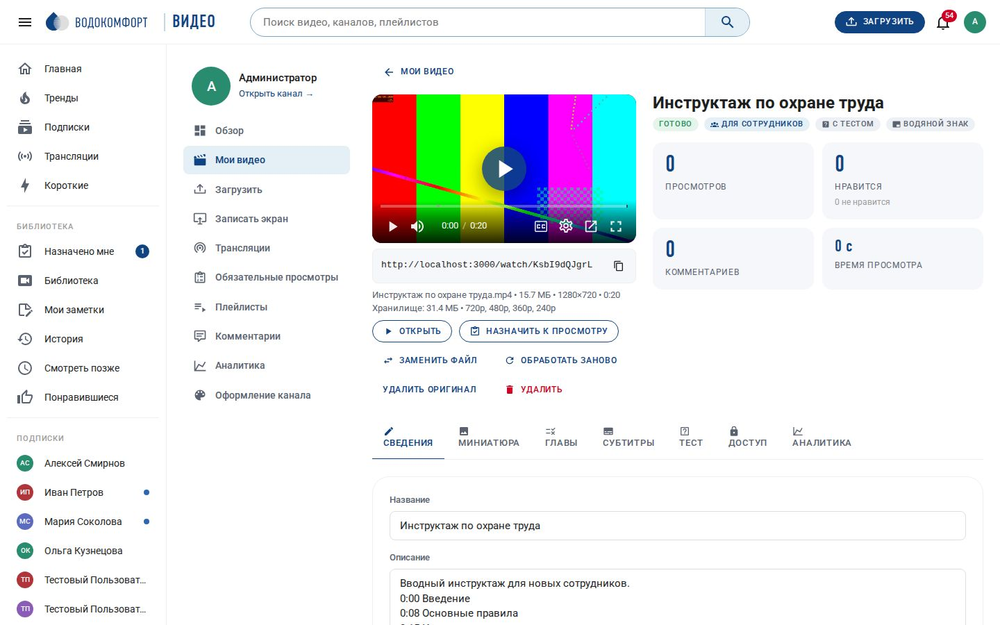 ВОДОКОМФОРТ
ВИДЕО
Поиск видео, каналов, плейлистов
ЗАГРУЗИТЬ
54
А
Главная
Тренды
Подписки
Трансляции
Короткие
БИБЛИОТЕКА
Назначено мне
1
Библиотека
Мои заметки
История
Смотреть позже
Понравившиеся
ПОДПИСКИ
АС Алексей Смирнов
ИП Иван Петров
МС Мария Соколова
ОК Ольга Кузнецова
ТП Тестовый Пользоват...
ТП Тестовый Пользоват...
А
Администратор
Открыть канал →
Обзор
Мои видео
Загрузить
Записать экран
Трансляции
Обязательные просмотры
Плейлисты
Комментарии
Аналитика
Оформление канала
МОИ ВИДЕО
0:00 / 0:20
CC
http://localhost:3000/watch/KsbI9dQJgrL
Инструктаж по охране труда.mp4 • 15.7 МБ • 1280×720 • 0:20
Хранилище: 31.4 МБ • 720p, 480p, 360p, 240p
ОТКРЫТЬ
НАЗНАЧИТЬ К ПРОСМОТРУ
ЗАМЕНИТЬ ФАЙЛ
ОБРАБОТАТЬ ЗАНОВО
УДАЛИТЬ ОРИГИНАЛ
УДАЛИТЬ
Инструктаж по охране труда
ГОТОВО
ДЛЯ СОТРУДНИКОВ
С ТЕСТОМ
ВОДЯНОЙ ЗНАК
0
ПРОСМОТРОВ
0
НРАВИТСЯ
0 не нравится
0
КОММЕНТАРИЕВ
0 с
ВРЕМЯ ПРОСМОТРА
СВЕДЕНИЯ
МИНИАТЮРА
ГЛАВЫ
СУБТИТРЫ
ТЕСТ
ДОСТУП
АНАЛИТИКА
Название
Инструктаж по охране труда
Описание
Вводный инструктаж для новых сотрудников.
0:00 Введение
0:08 Основные правила